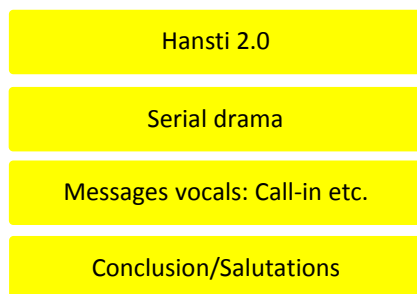 Hansti 2.0
Serial drama
Messages vocals: Call-in etc.
Conclusion/Salutations